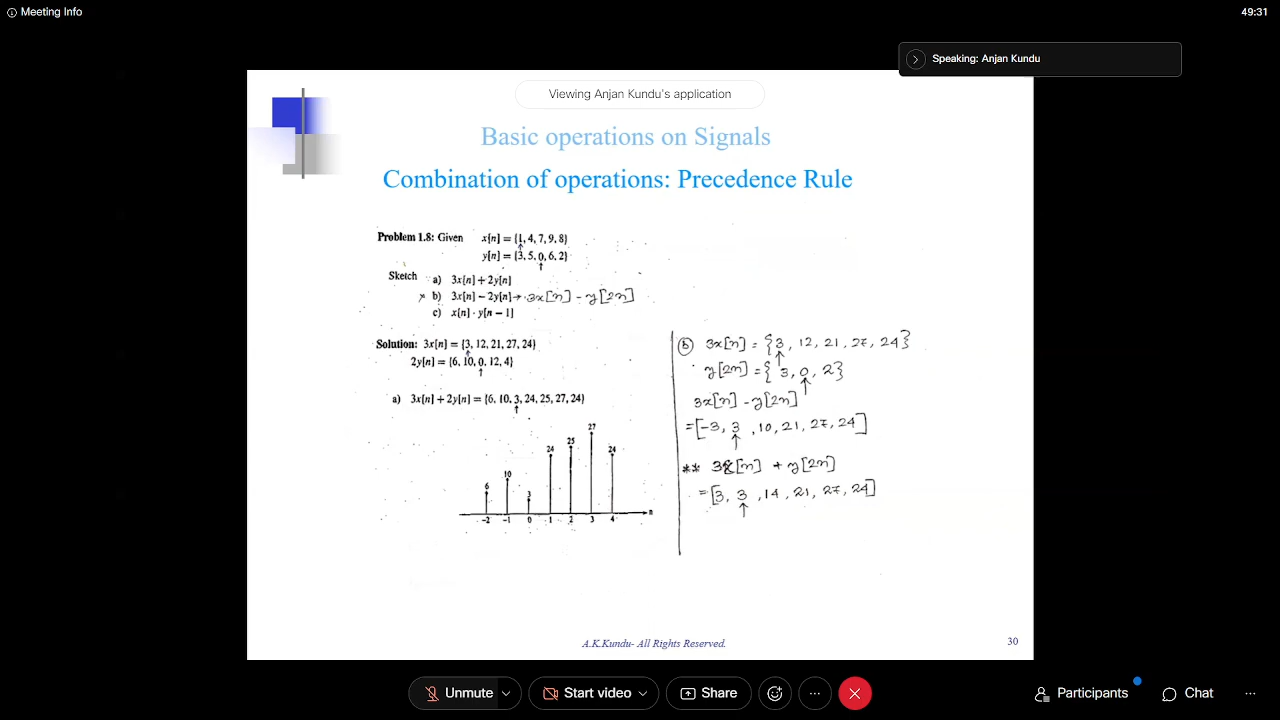 Meeting Info
49:31
Speaking: Anjan Kundu
Viewing Anjan Kundu's application
Basic operations on Signals
Combination of operations: Precedence Rule
Problem 1.8: Given x[n] = {1, 4, 7, 9, 8}
↑
y[n] = {3, 5, 0, 6, 2}
↑
Sketch a) 3x[n] + 2y[n]
b) 3x[n] − 2y[n] → 3x[n] - y[2n]
c) x[n] · y[n − 1]
Solution: 3x[n] = {3, 12, 21, 27, 24}
↑
2y[n] = {6, 10, 0, 12, 4}
↑
a) 3x[n] + 2y[n] = {6, 10, 3, 24, 25, 27, 24}
↑
6 10 3 24 25 27 24
-2 -1 0 1 2 3 4 n
(b) 3x[n] = {3, 12, 21, 27, 24}
↑
y[2n] = {3, 0, 2}
↑
3x[n] - y[2n]
= [-3, 3, 10, 21, 27, 24]
↑
** 3x[n] + y[2n]
= [3, 3, 14, 21, 27, 24]
↑
A.K.Kundu- All Rights Reserved.
30
Unmute
Start video
Share
Participants
Chat